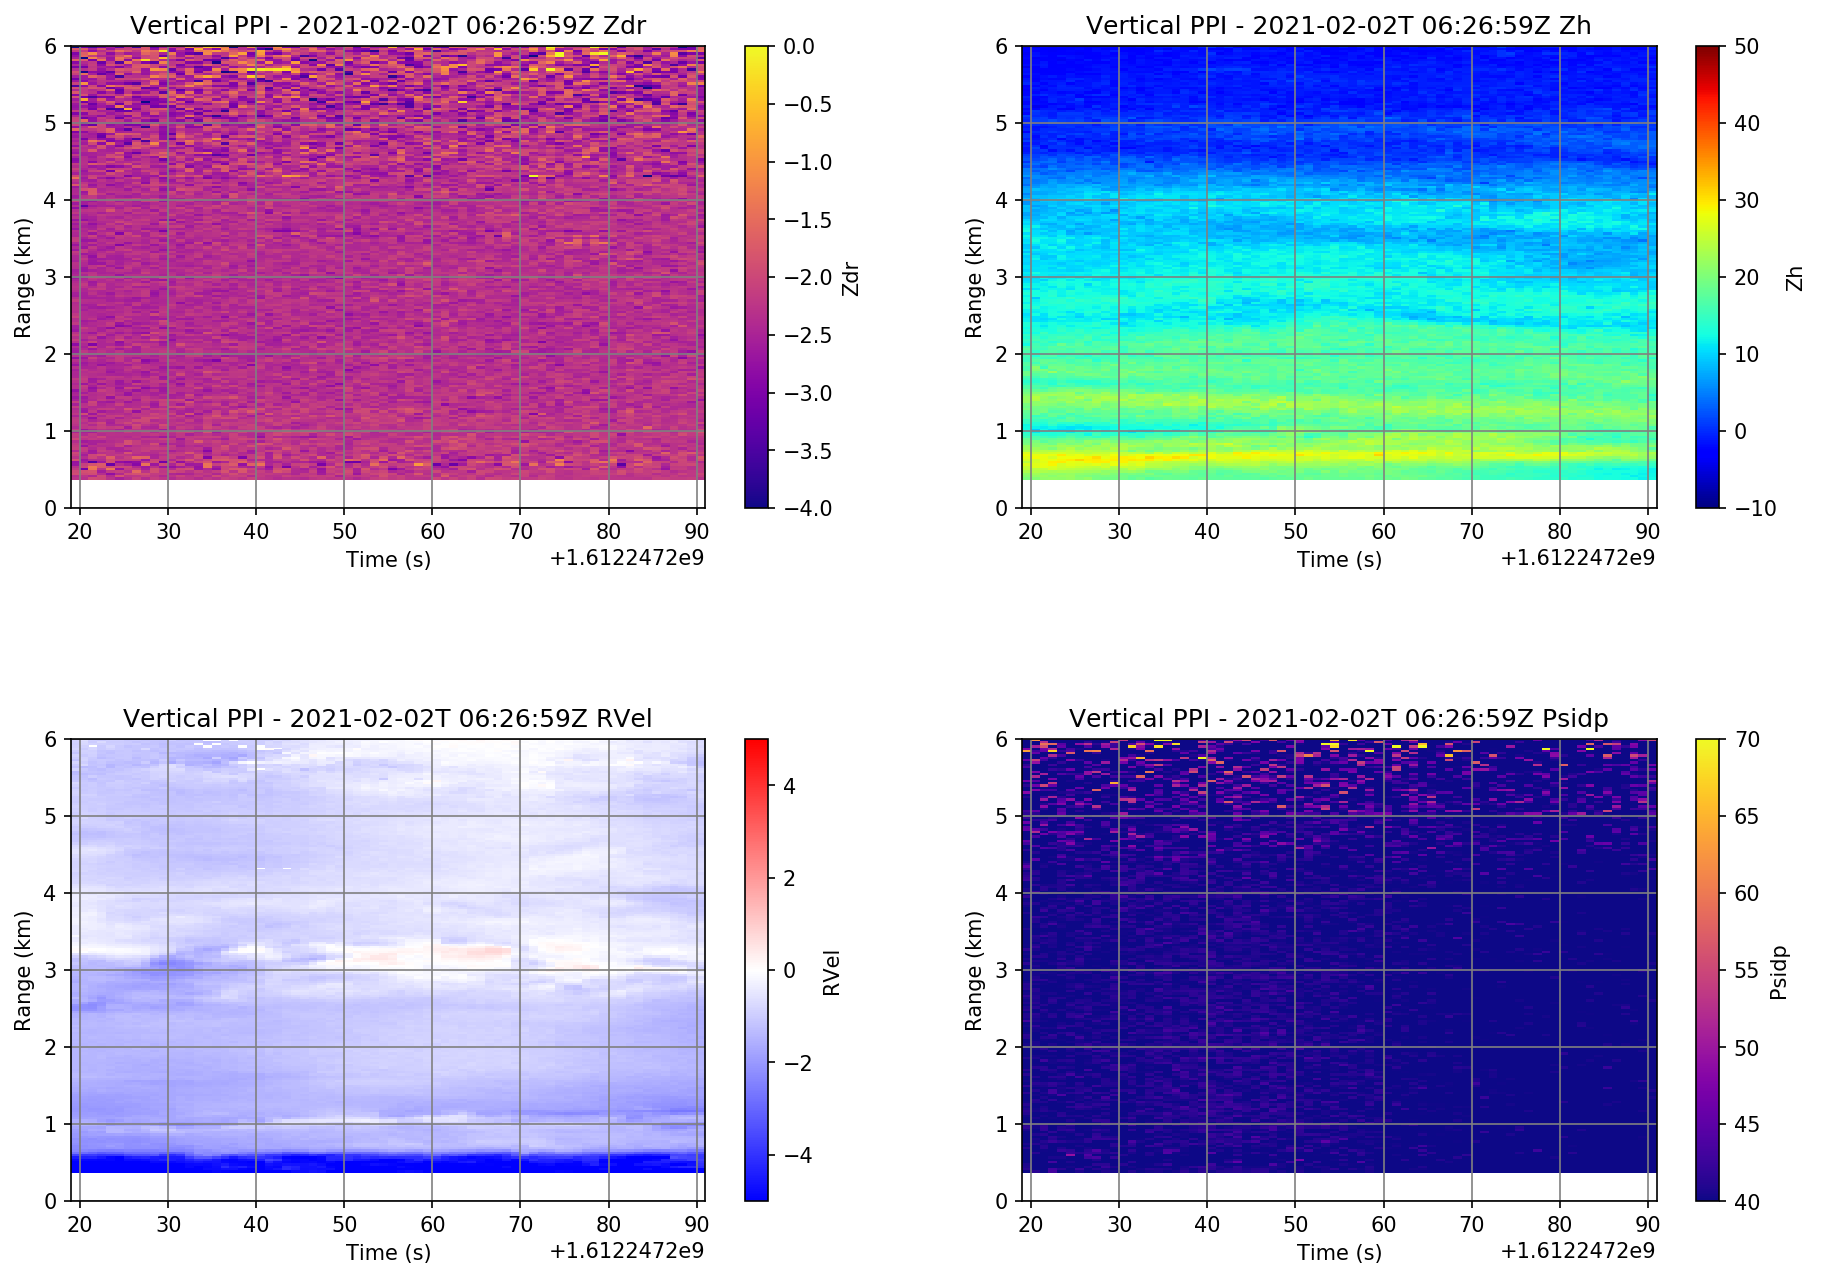 Vertical PPI - 2021-02-02T 06:26:59Z Zdr
6
5
4
3
2
1
0
Range (km)
20 30 40 50 60 70 80 90
Time (s)
+1.6122472e9
0.0
−0.5
−1.0
−1.5
−2.0
−2.5
−3.0
−3.5
−4.0
Zdr
Vertical PPI - 2021-02-02T 06:26:59Z Zh
6
5
4
3
2
1
0
Range (km)
20 30 40 50 60 70 80 90
Time (s)
+1.6122472e9
50
40
30
20
10
0
−10
Zh
Vertical PPI - 2021-02-02T 06:26:59Z RVel
6
5
4
3
2
1
0
Range (km)
20 30 40 50 60 70 80 90
Time (s)
+1.6122472e9
4
2
0
−2
−4
RVel
Vertical PPI - 2021-02-02T 06:26:59Z Psidp
6
5
4
3
2
1
0
Range (km)
20 30 40 50 60 70 80 90
Time (s)
+1.6122472e9
70
65
60
55
50
45
40
Psidp